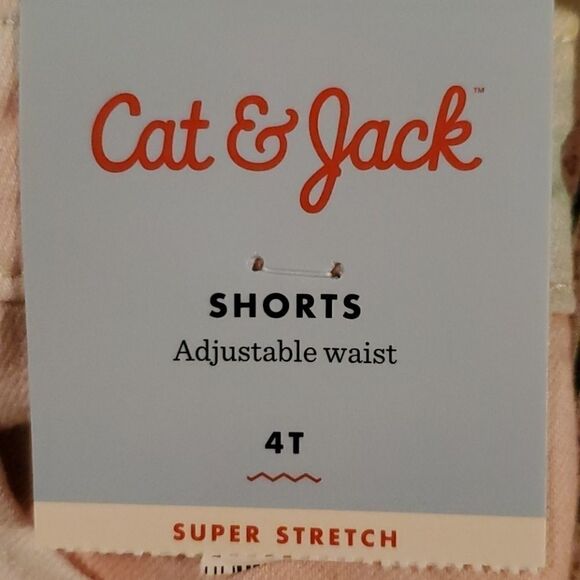 Cat & Jack™
SHORTS
Adjustable waist
4T
SUPER STRETCH